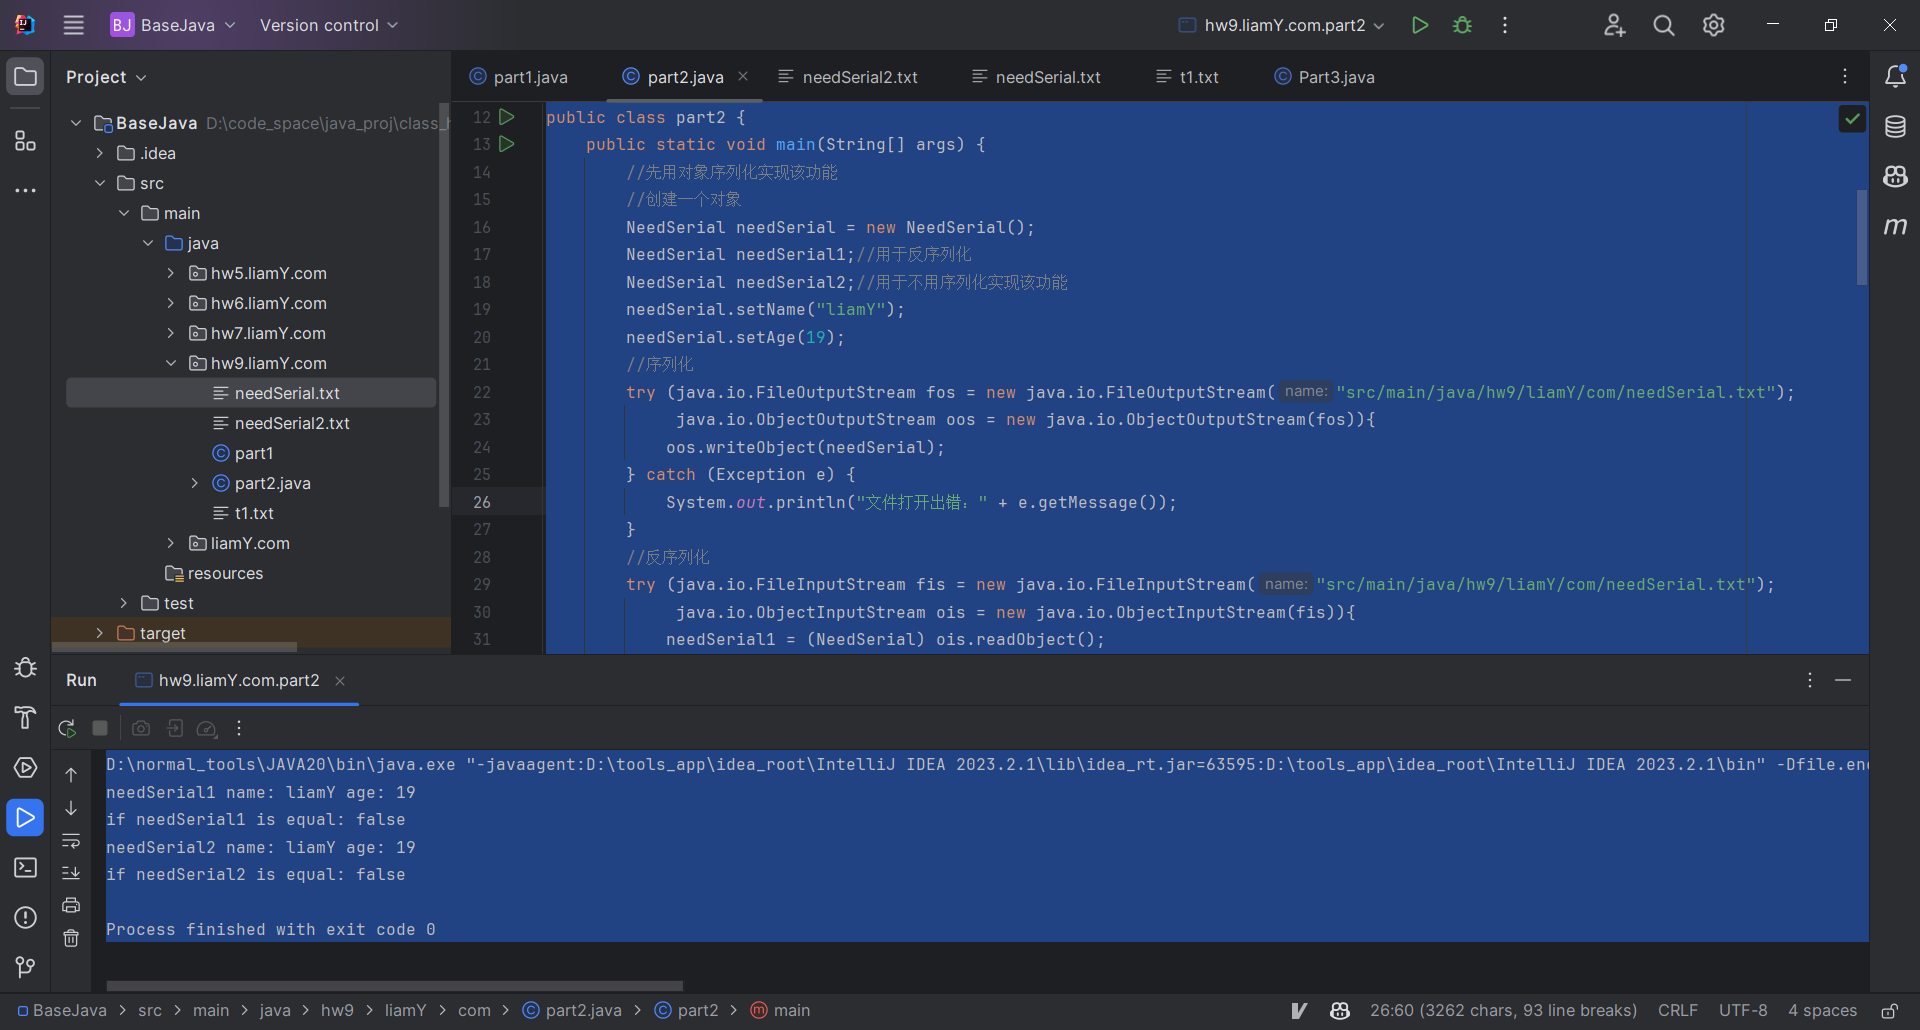 BJ BaseJava Version control hw9.liamY.com.part2
Project
part1.java part2.java needSerial2.txt needSerial.txt t1.txt Part3.java
BaseJava D:\code_space\java_proj\class_
.idea
src
main
java
hw5.liamY.com
hw6.liamY.com
hw7.liamY.com
hw9.liamY.com
needSerial.txt
needSerial2.txt
part1
part2.java
t1.txt
liamY.com
resources
test
target
12 public class part2 {
13 public static void main(String[] args) {
14 //先用对象序列化实现该功能
15 //创建一个对象
16 NeedSerial needSerial = new NeedSerial();
17 NeedSerial needSerial1;//用于反序列化
18 NeedSerial needSerial2;//用于不用序列化实现该功能
19 needSerial.setName("liamY");
20 needSerial.setAge(19);
21 //序列化
22 try (java.io.FileOutputStream fos = new java.io.FileOutputStream( name: "src/main/java/hw9/liamY/com/needSerial.txt");
23 java.io.ObjectOutputStream oos = new java.io.ObjectOutputStream(fos)){
24 oos.writeObject(needSerial);
25 } catch (Exception e) {
26 System.out.println("文件打开出错：" + e.getMessage());
27 }
28 //反序列化
29 try (java.io.FileInputStream fis = new java.io.FileInputStream( name: "src/main/java/hw9/liamY/com/needSerial.txt");
30 java.io.ObjectInputStream ois = new java.io.ObjectInputStream(fis)){
31 needSerial1 = (NeedSerial) ois.readObject();
Run hw9.liamY.com.part2
D:\normal_tools\JAVA20\bin\java.exe "-javaagent:D:\tools_app\idea_root\IntelliJ IDEA 2023.2.1\lib\idea_rt.jar=63595:D:\tools_app\idea_root\IntelliJ IDEA 2023.2.1\bin" -Dfile.enc
needSerial1 name: liamY age: 19
if needSerial1 is equal: false
needSerial2 name: liamY age: 19
if needSerial2 is equal: false
Process finished with exit code 0
BaseJava > src > main > java > hw9 > liamY > com > part2.java > part2 > main 26:60 (3262 chars, 93 line breaks) CRLF UTF-8 4 spaces